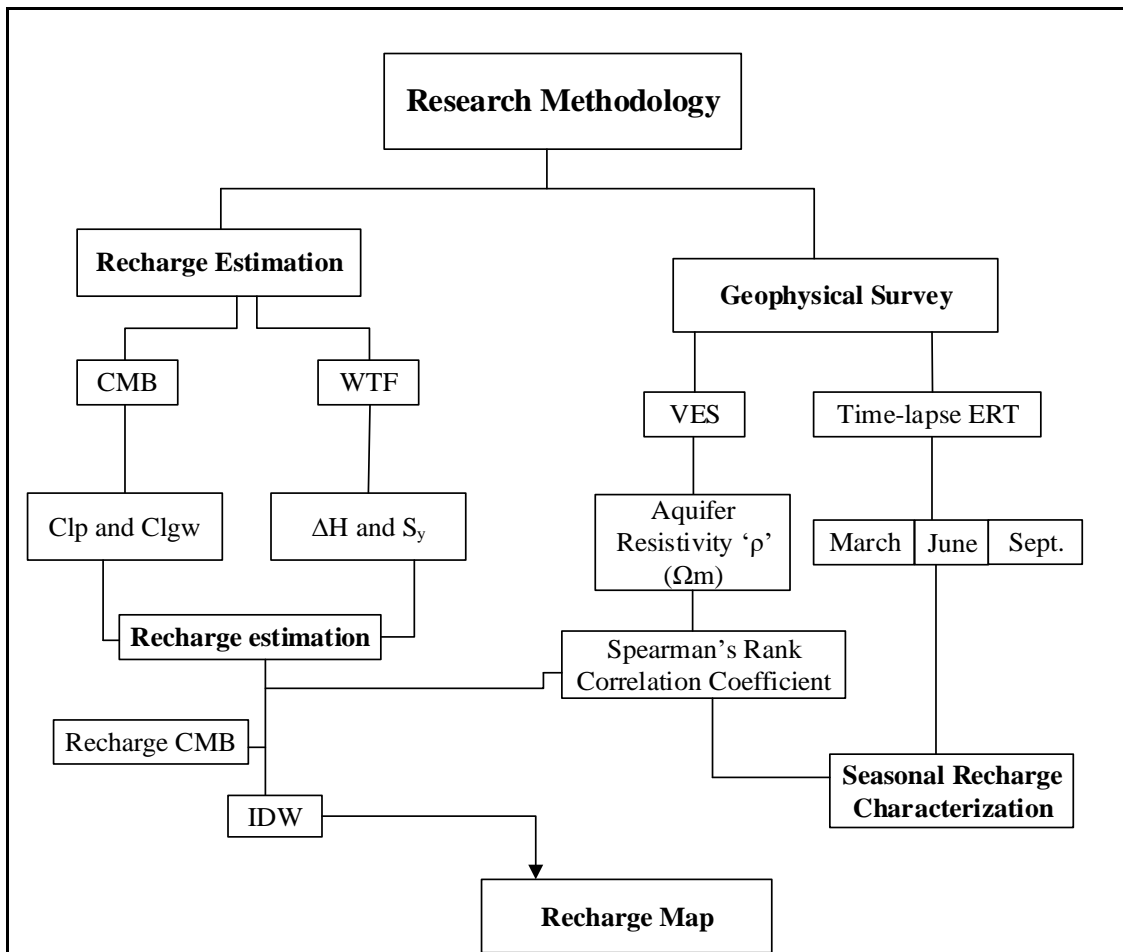 Research Methodology
Recharge Estimation
Geophysical Survey
CMB
WTF
VES
Time-lapse ERT
Clp and Clgw
ΔH and Sy
Aquifer
Resistivity ‘ρ’
(Ωm)
March
June
Sept.
Recharge estimation
Spearman’s Rank
Correlation Coefficient
Recharge CMB
Seasonal Recharge
Characterization
IDW
Recharge Map